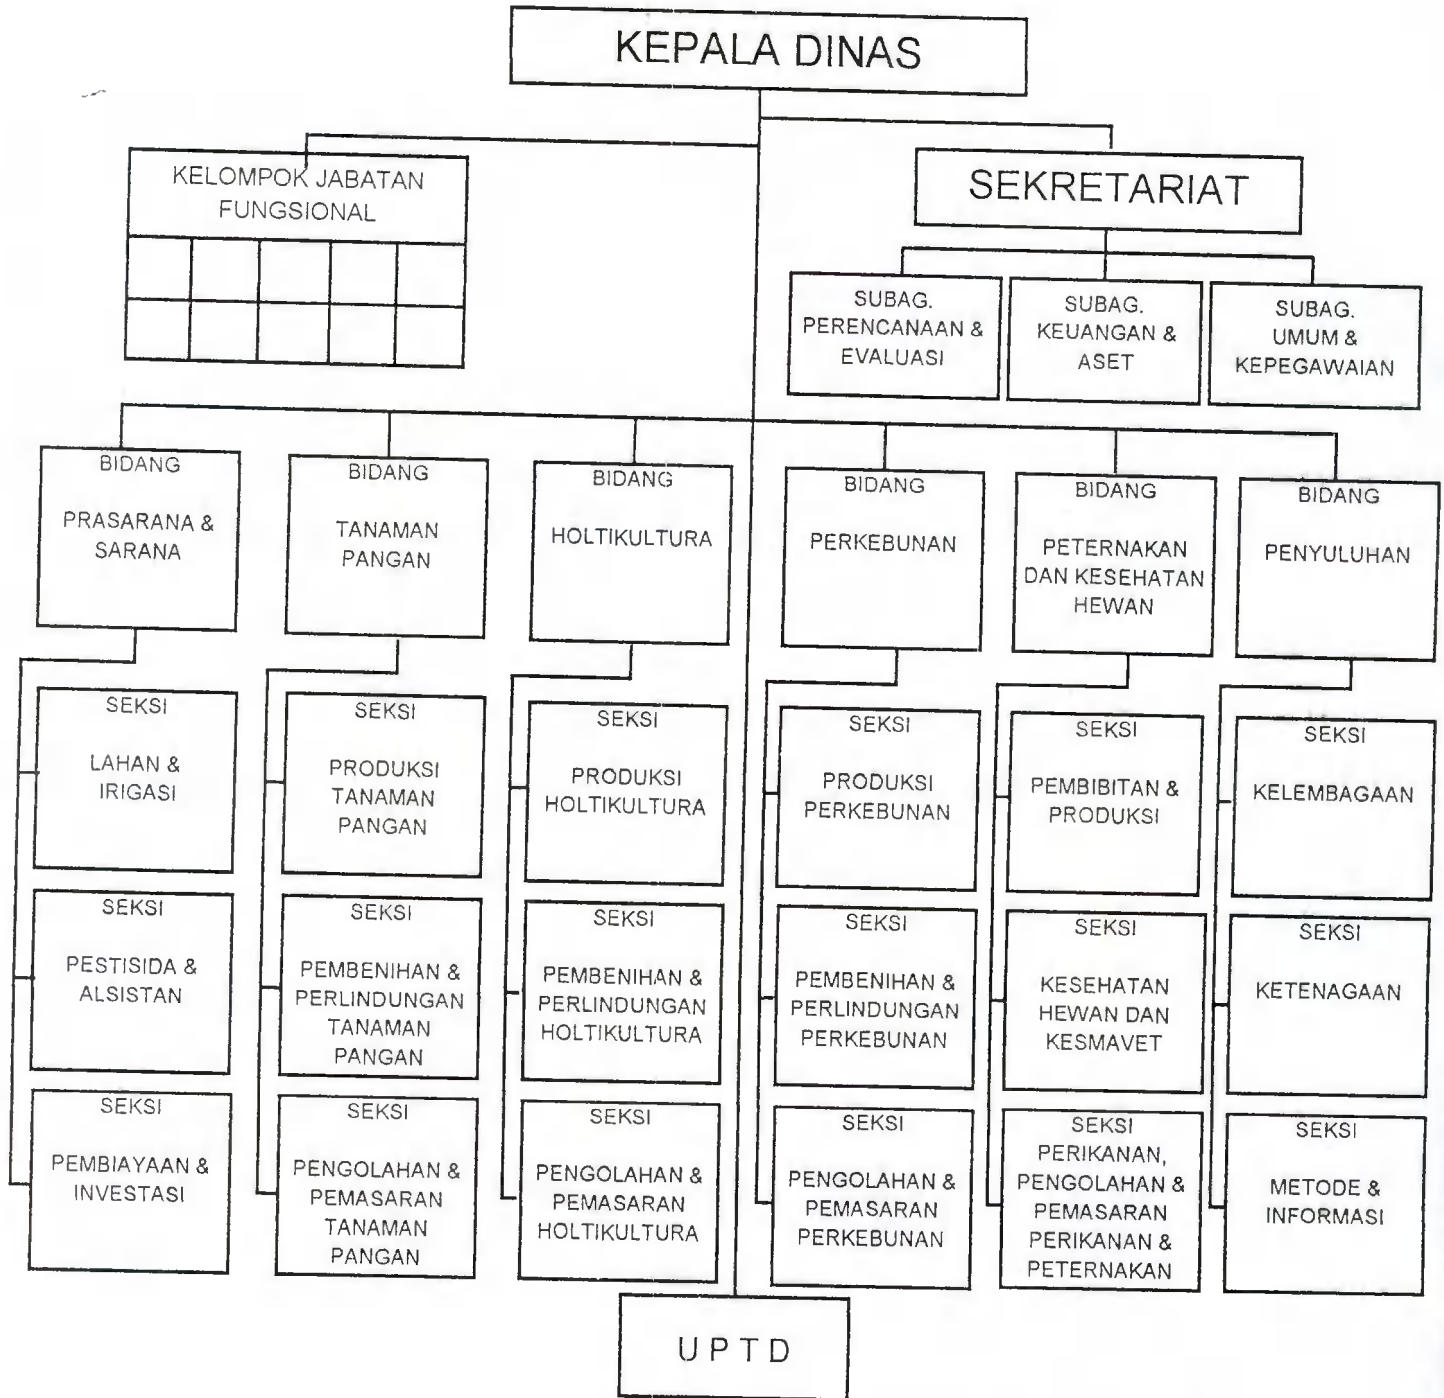 KEPALA DINAS
KELOMPOK JABATAN
FUNGSIONAL
SEKRETARIAT
SUBAG.
PERENCANAAN &
EVALUASI
SUBAG.
KEUANGAN &
ASET
SUBAG.
UMUM &
KEPEGAWAIAN
BIDANG
PRASARANA &
SARANA
BIDANG
TANAMAN
PANGAN
BIDANG
HOLTIKULTURA
BIDANG
PERKEBUNAN
BIDANG
PETERNAKAN
DAN KESEHATAN
HEWAN
BIDANG
PENYULUHAN
SEKSI
LAHAN &
IRIGASI
SEKSI
PRODUKSI
TANAMAN
PANGAN
SEKSI
PRODUKSI
HOLTIKULTURA
SEKSI
PRODUKSI
PERKEBUNAN
SEKSI
PEMBIBITAN &
PRODUKSI
SEKSI
KELEMBAGAAN
SEKSI
PESTISIDA &
ALSISTAN
SEKSI
PEMBENIHAN &
PERLINDUNGAN
TANAMAN
PANGAN
SEKSI
PEMBENIHAN &
PERLINDUNGAN
HOLTIKULTURA
SEKSI
PEMBENIHAN &
PERLINDUNGAN
PERKEBUNAN
SEKSI
KESEHATAN
HEWAN DAN
KESMAVET
SEKSI
KETENAGAAN
SEKSI
PEMBIAYAAN &
INVESTASI
SEKSI
PENGOLAHAN &
PEMASARAN
TANAMAN
PANGAN
SEKSI
PENGOLAHAN &
PEMASARAN
HOLTIKULTURA
SEKSI
PENGOLAHAN &
PEMASARAN
PERKEBUNAN
SEKSI
PERIKANAN,
PENGOLAHAN &
PEMASARAN
PERIKANAN &
PETERNAKAN
SEKSI
METODE &
INFORMASI
U P T D